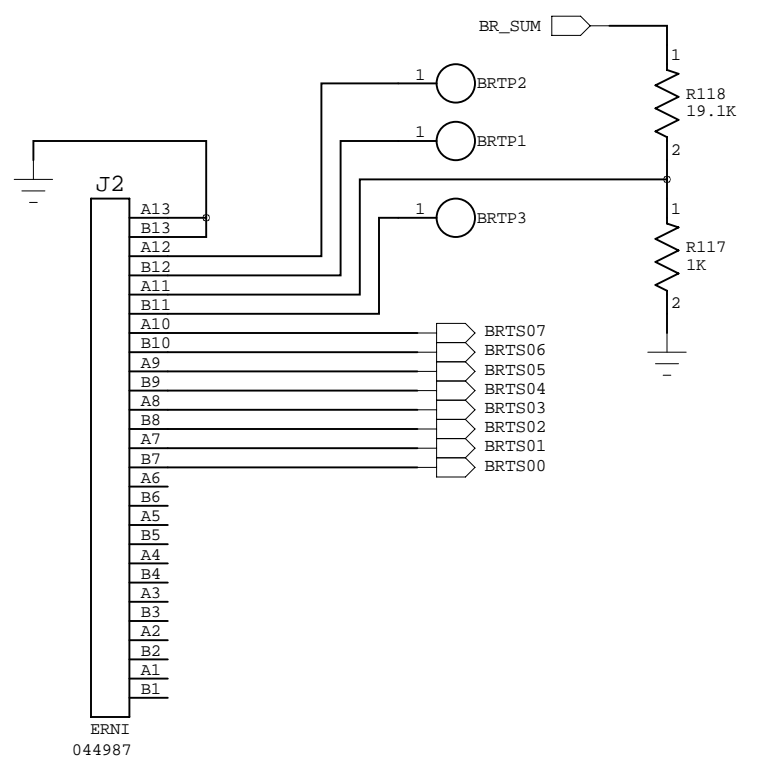 BR_SUM
1
R118
19.1K
2
1 BRTP2
1 BRTP1
1 BRTP3
1
R117
1K
2
J2
A13
B13
A12
B12
A11
B11
A10 BRTS07
B10 BRTS06
A9 BRTS05
B9 BRTS04
A8 BRTS03
B8 BRTS02
A7 BRTS01
B7 BRTS00
A6
B6
A5
B5
A4
B4
A3
B3
A2
B2
A1
B1
ERNI
044987